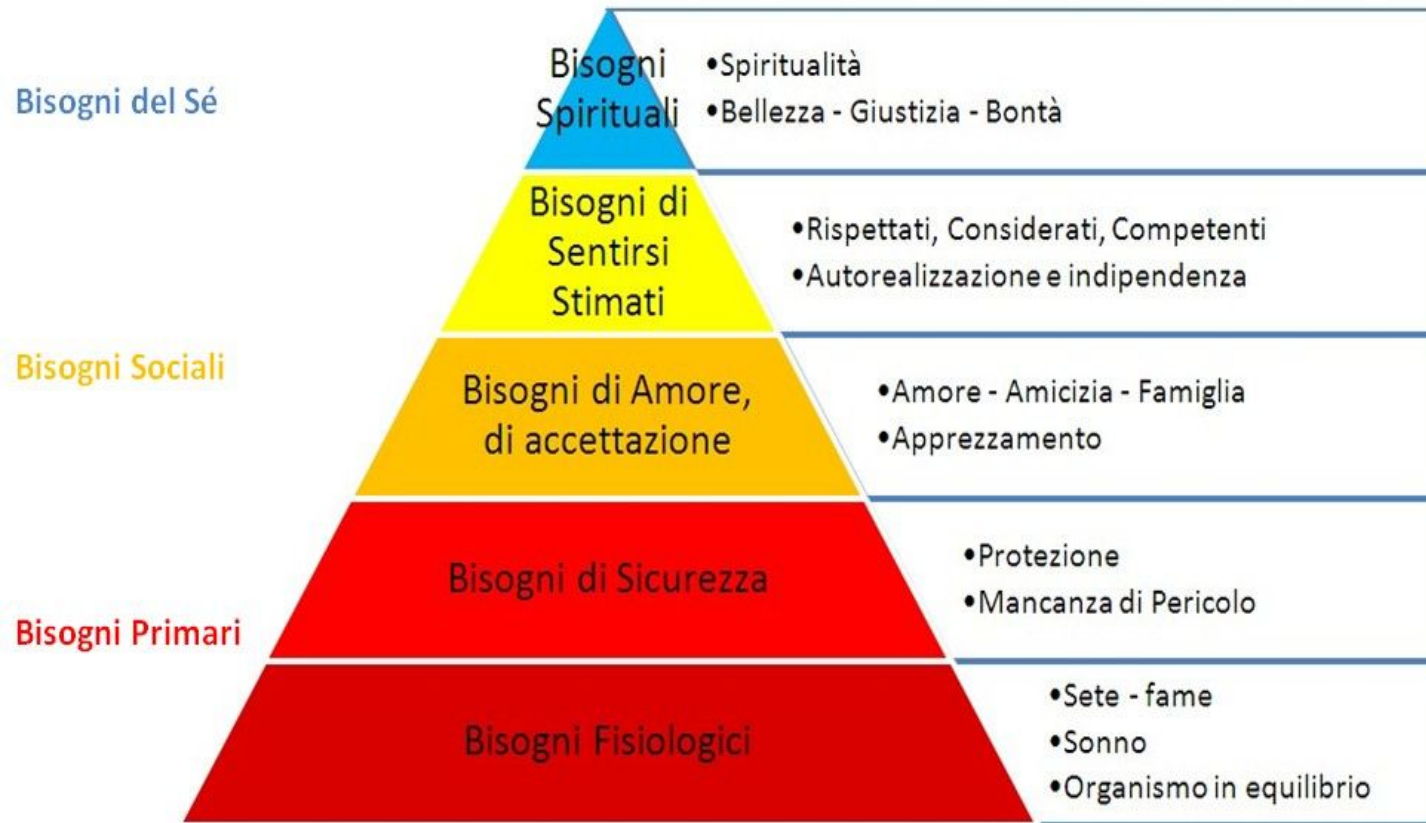 Bisogni del Sé
Bisogni
Spirituali
•Spiritualità
•Bellezza - Giustizia - Bontà
Bisogni di
Sentirsi
Stimati
•Rispettati, Considerati, Competenti
•Autorealizzazione e indipendenza
Bisogni Sociali
Bisogni di Amore,
di accettazione
•Amore - Amicizia - Famiglia
•Apprezzamento
Bisogni di Sicurezza
•Protezione
•Mancanza di Pericolo
Bisogni Primari
Bisogni Fisiologici
•Sete - fame
•Sonno
•Organismo in equilibrio